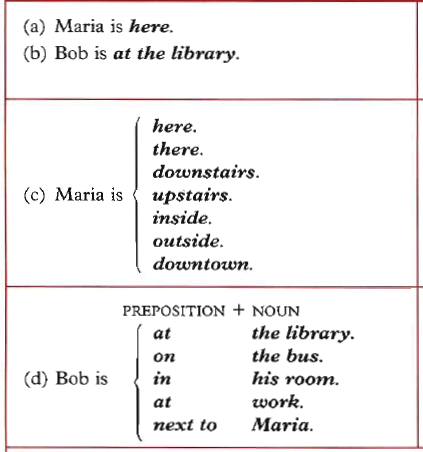 (a) Maria is here.
(b) Bob is at the library.
here.
there.
downstairs.
(c) Maria is upstairs.
inside.
outside.
downtown.
PREPOSITION + NOUN
at the library.
on the bus.
(d) Bob is in his room.
at work.
next to Maria.